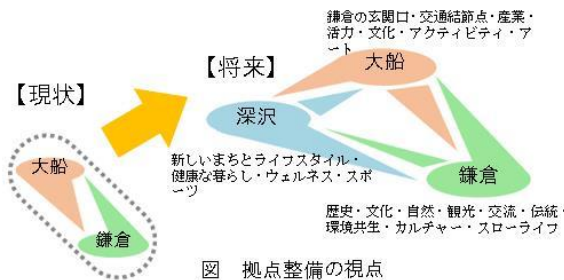 鎌倉の玄関口・交通結節点・産業・
活力・文化・アクティビティ・ア
ート
【将来】
大船
【現状】
深沢
大船
新しいまちとライフスタイル・
健康な暮らし・ウェルネス・スポ
ーツ
鎌倉
鎌倉
歴史・文化・自然・観光・交流・伝統・
環境共生・カルチャー・スローライフ
図　拠点整備の視点